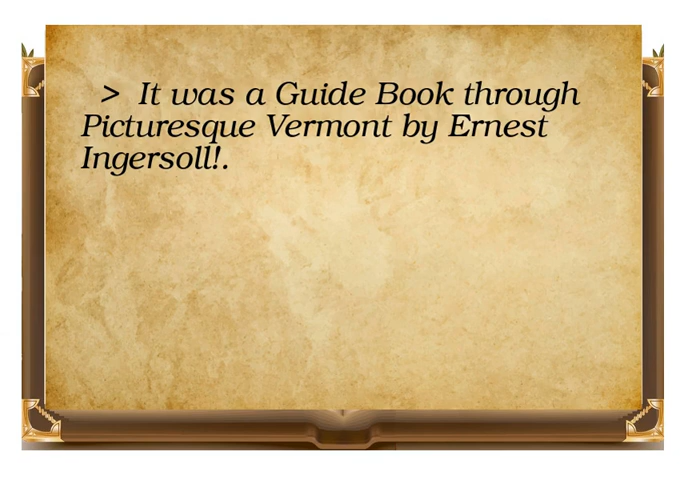 > It was a Guide Book through
Picturesque Vermont by Ernest
Ingersoll!.